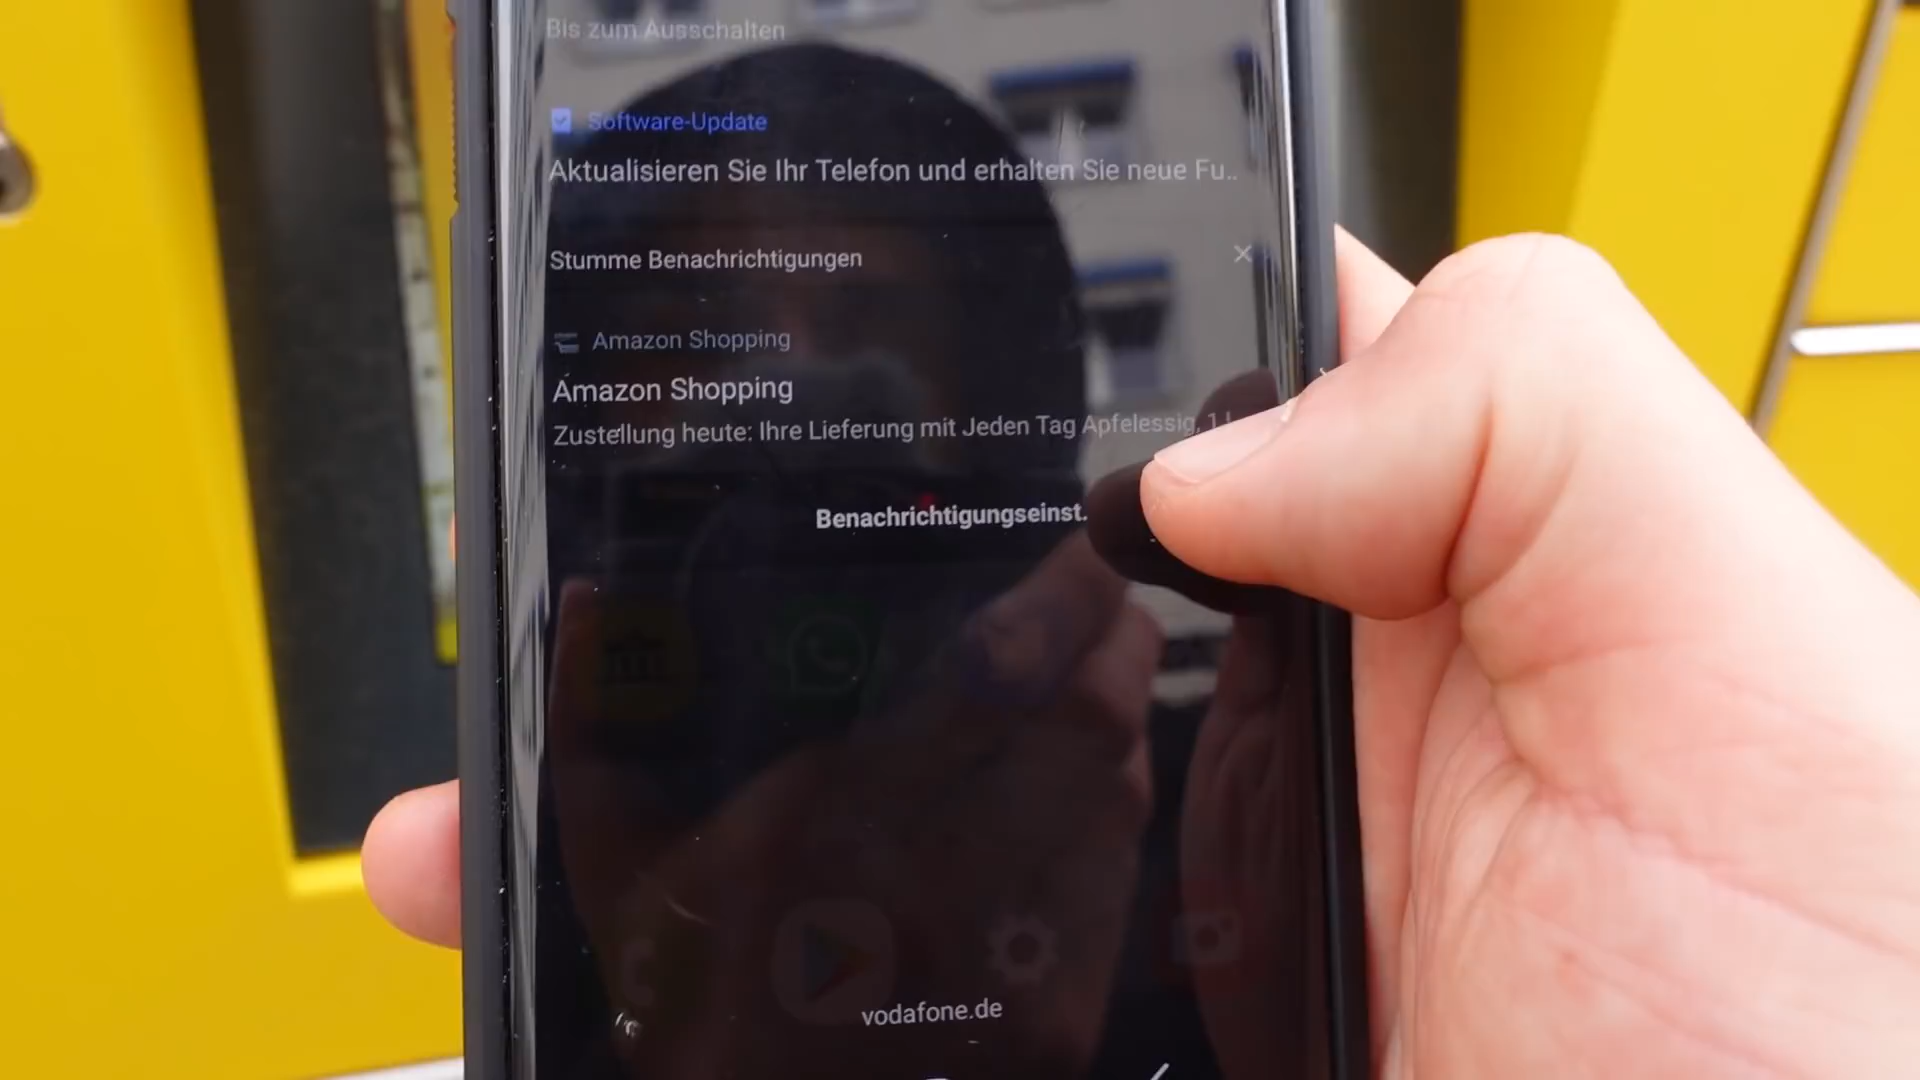 Bis zum Ausschalten
Software-Update
Aktualisieren Sie Ihr Telefon und erhalten Sie neue Fu..
Stumme Benachrichtigungen
Amazon Shopping
Amazon Shopping
Zustellung heute: Ihre Lieferung mit Jeden Tag Apfelessig, 1
Benachrichtigungseinst.
vodafone.de